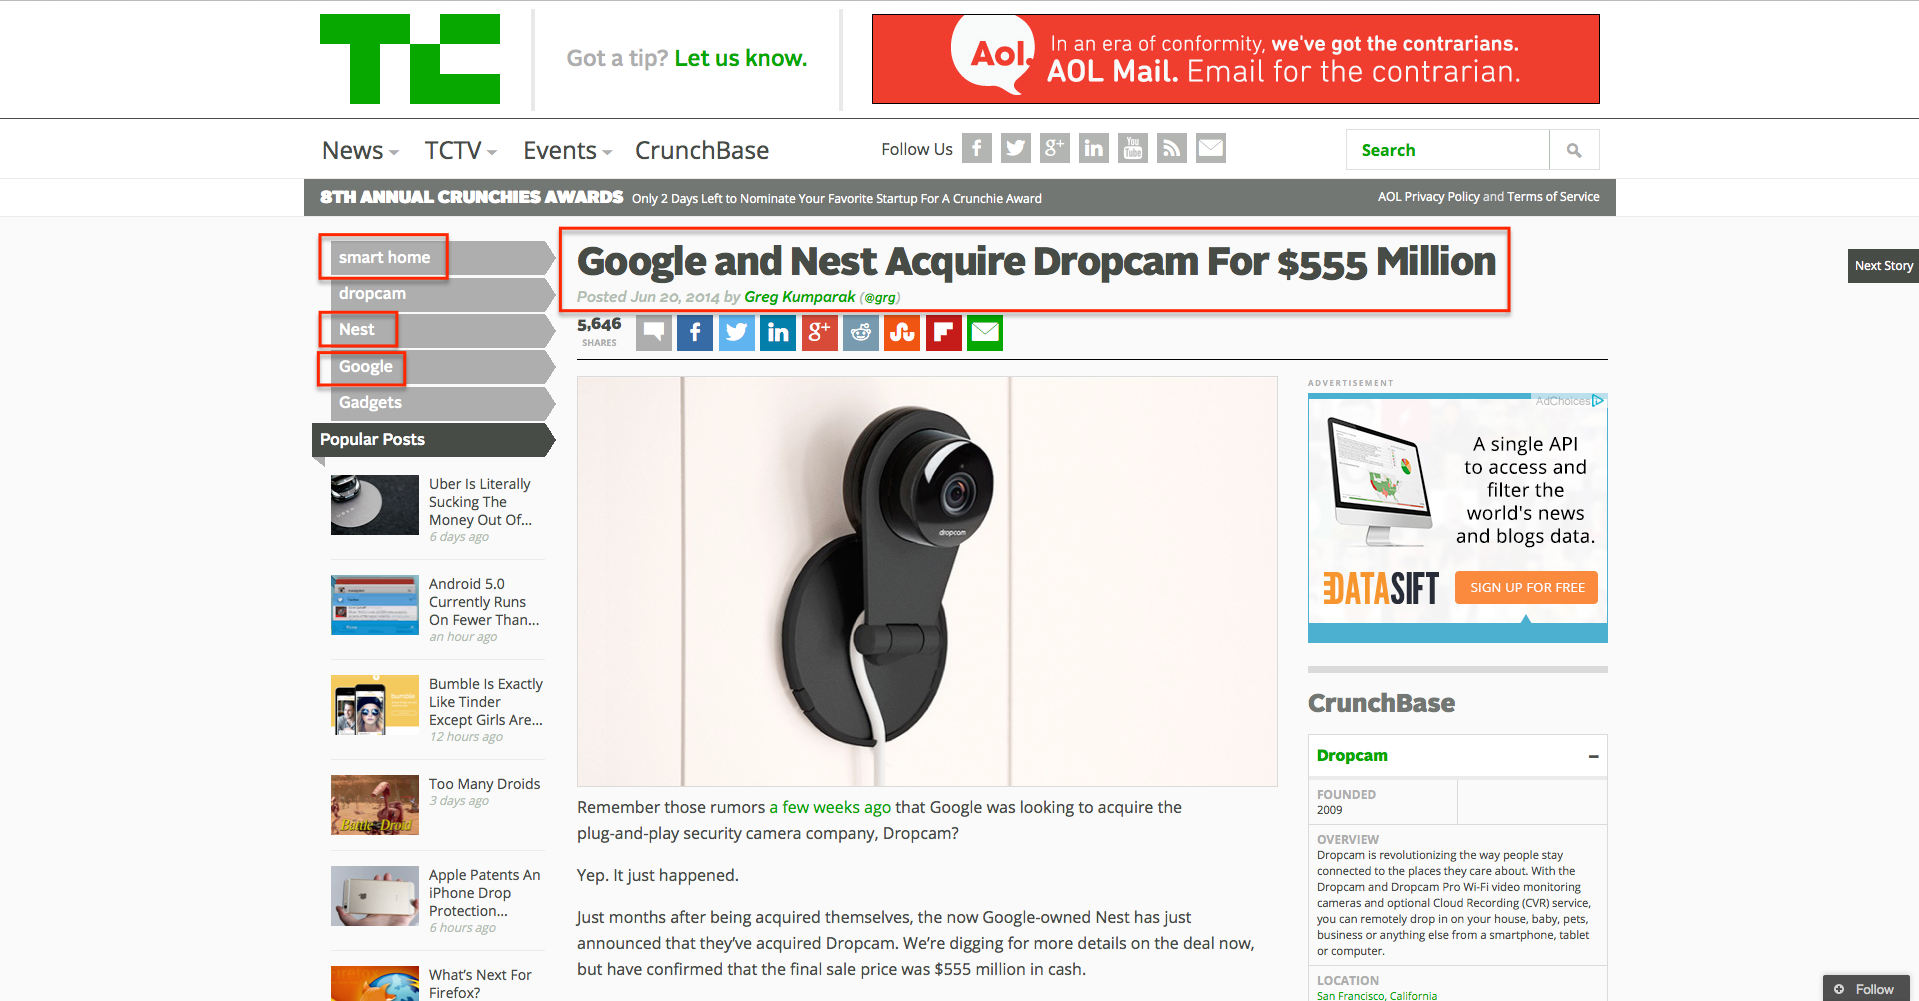 TC
Got a tip? Let us know.
Aol. In an era of conformity, we've got the contrarians.
AOL Mail. Email for the contrarian.
News TCTV Events CrunchBase
Follow Us
g+ in You Tube
Search
8TH ANNUAL CRUNCHIES AWARDS Only 2 Days Left to Nominate Your Favorite Startup For A Crunchie Award
AOL Privacy Policy and Terms of Service
smart home
dropcam
Nest
Google
Gadgets
Popular Posts
Uber Is Literally
Sucking The
Money Out Of...
6 days ago
Android 5.0
Currently Runs
On Fewer Than...
an hour ago
bumble
Bumble Is Exactly
Like Tinder
Except Girls Are...
12 hours ago
Battle Droid
Too Many Droids
3 days ago
Apple Patents An
iPhone Drop
Protection...
6 hours ago
What's Next For
Firefox?
Google and Nest Acquire Dropcam For $555 Million
Posted Jun 20, 2014 by Greg Kumparak (@grg)
5,646
SHARES
f in g+
dropcam
Remember those rumors a few weeks ago that Google was looking to acquire the
plug-and-play security camera company, Dropcam?
Yep. It just happened.
Just months after being acquired themselves, the now Google-owned Nest has just
announced that they've acquired Dropcam. We're digging for more details on the deal now,
but have confirmed that the final sale price was $555 million in cash.
Next Story
ADVERTISEMENT
AdChoices
A single API
to access and
filter the
world's news
and blogs data.
DATASIFT
SIGN UP FOR FREE
CrunchBase
Dropcam –
FOUNDED
2009
OVERVIEW
Dropcam is revolutionizing the way people stay
connected to the places they care about. With the
Dropcam and Dropcam Pro Wi-Fi video monitoring
cameras and optional Cloud Recording (CVR) service,
you can remotely drop in on your house, baby, pets,
business or anything else from a smartphone, tablet
or computer.
LOCATION
San Francisco, California
Follow